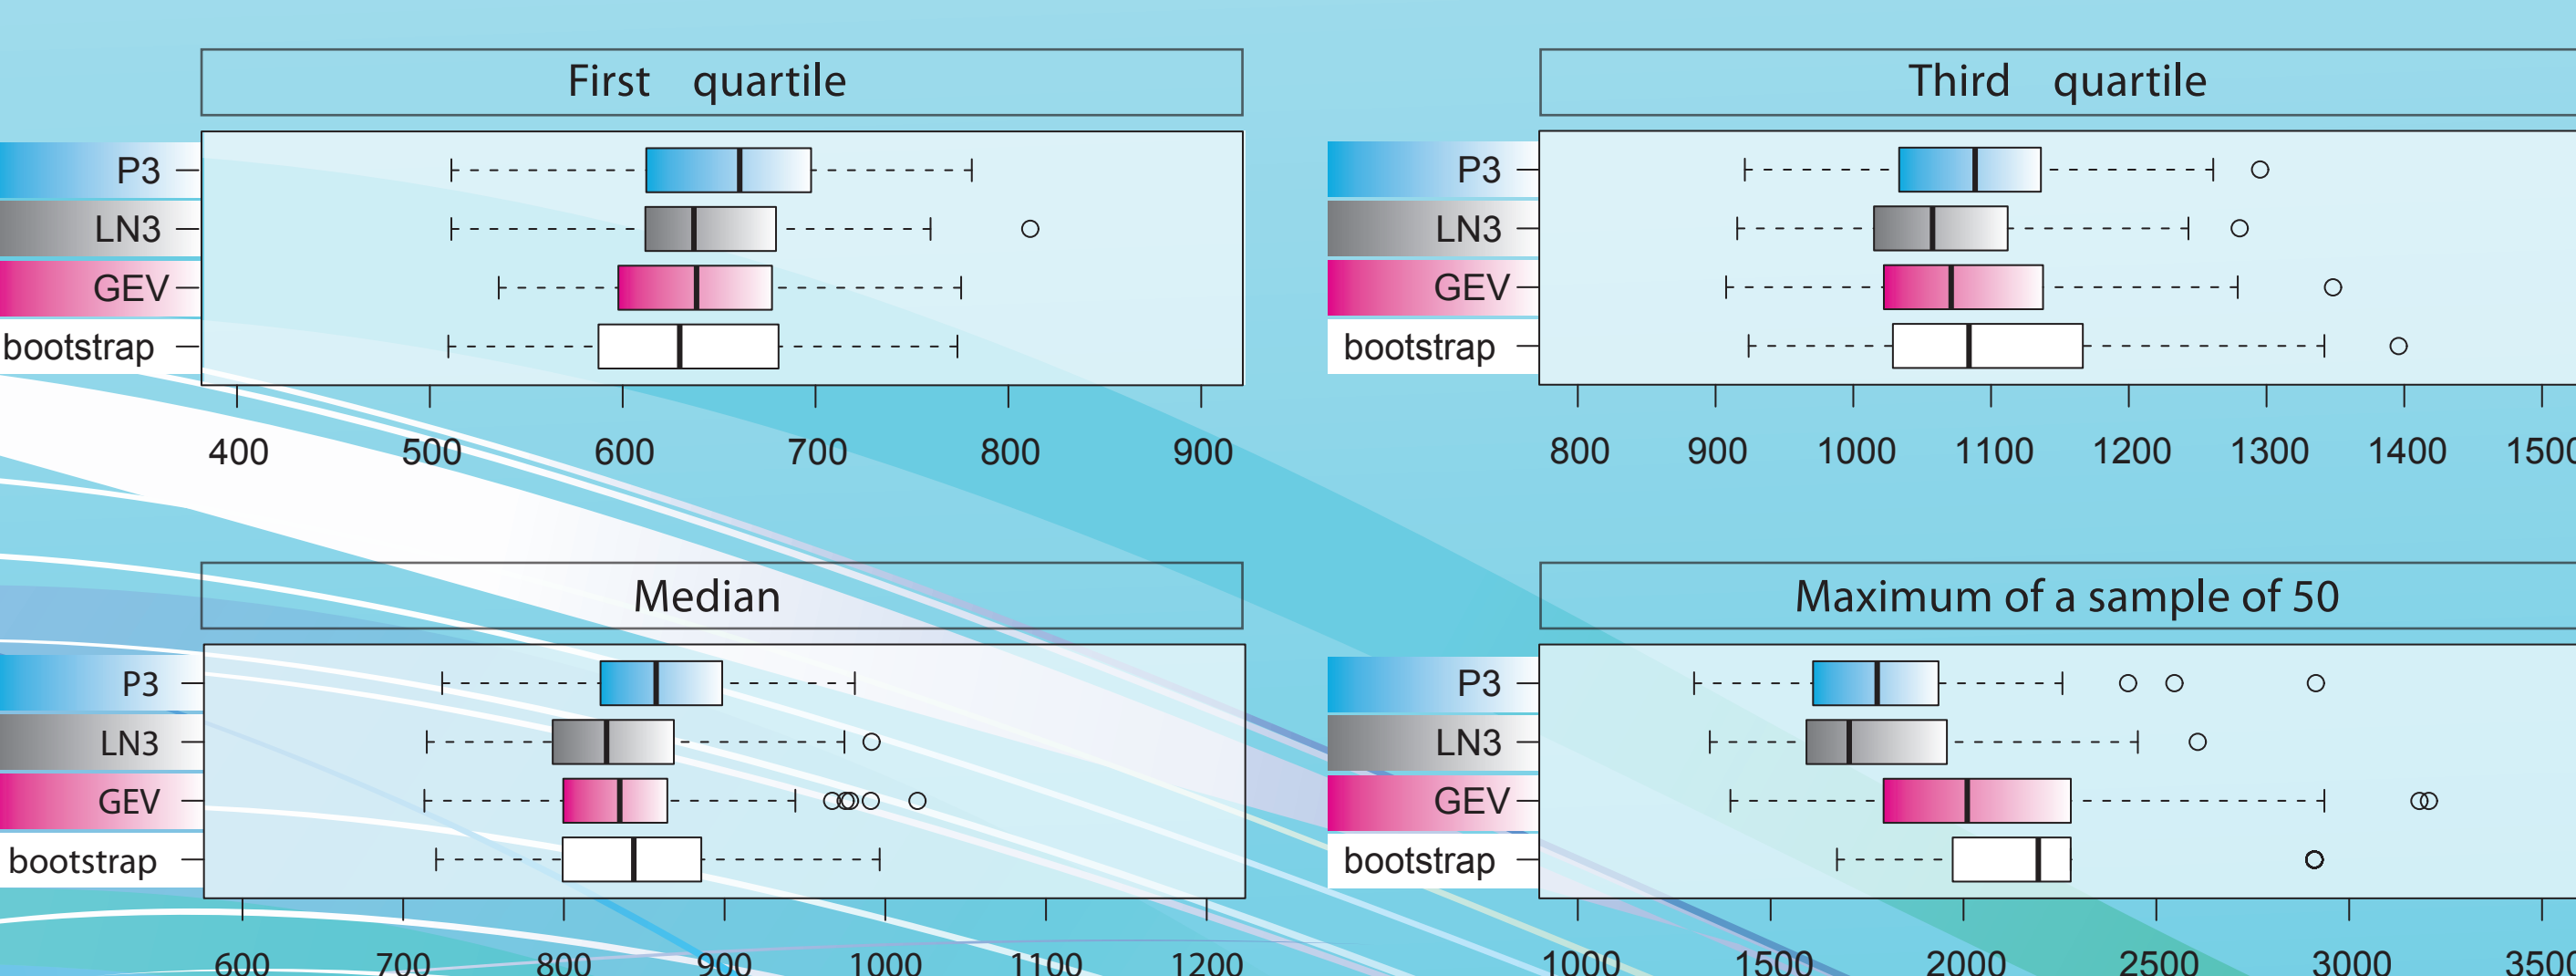 First quartile
P3
LN3
GEV
bootstrap
400 500 600 700 800 900
Third quartile
P3
LN3
GEV
bootstrap
800 900 1000 1100 1200 1300 1400 1500
Median
P3
LN3
GEV
bootstrap
600 700 800 900 1000 1100 1200
Maximum of a sample of 50
P3
LN3
GEV
bootstrap
1000 1500 2000 2500 3000 3500